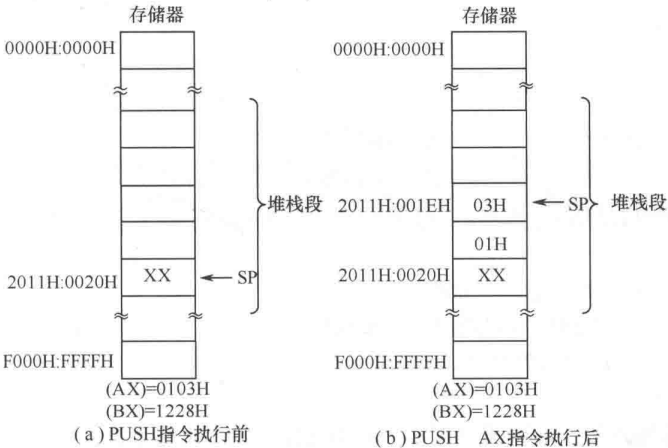 存储器
0000H:0000H
堆栈段
2011H:0020H
XX
SP
F000H:FFFFH
(AX)=0103H
(BX)=1228H
(a)PUSH指令执行前
存储器
0000H:0000H
堆栈段
2011H:001EH
03H
SP
01H
2011H:0020H
XX
F000H:FFFFH
(AX)=0103H
(BX)=1228H
(b)PUSH AX指令执行后